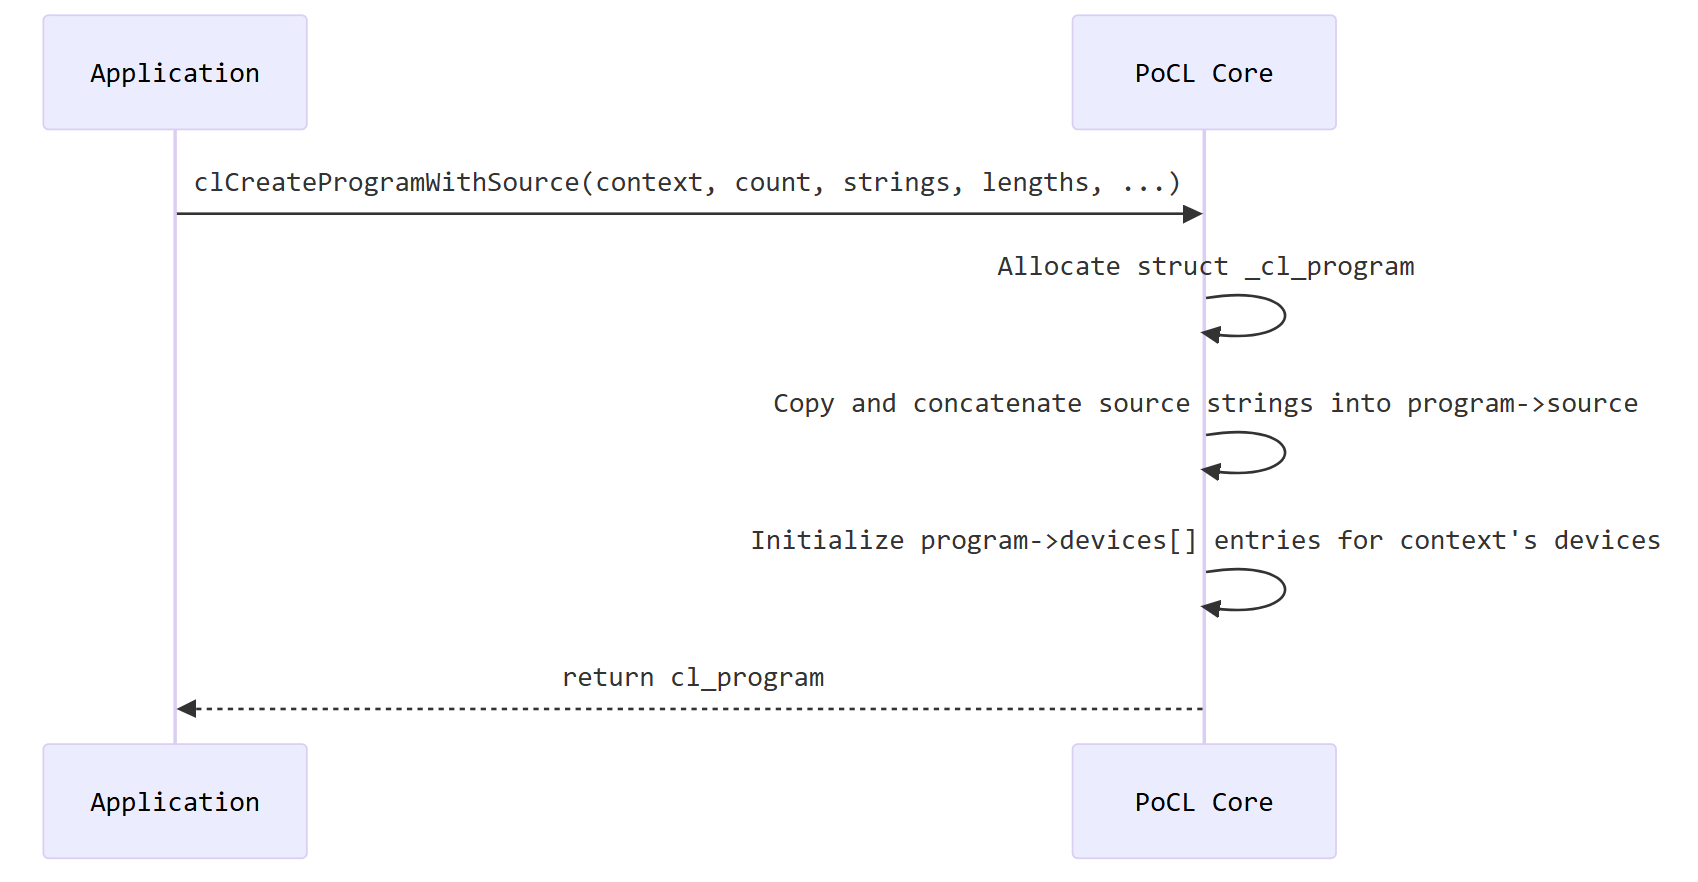 Application
PoCL Core
clCreateProgramWithSource(context, count, strings, lengths, ...)
Allocate struct _cl_program
Copy and concatenate source strings into program->source
Initialize program->devices[] entries for context's devices
return cl_program
Application
PoCL Core